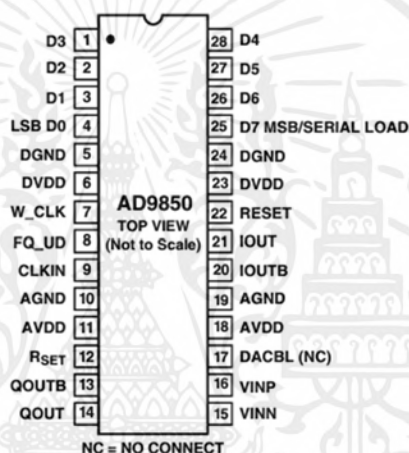 D3 1
D2 2
D1 3
LSB D0 4
DGND 5
DVDD 6
W_CLK 7
FQ_UD 8
CLKIN 9
AGND 10
AVDD 11
RSET 12
QOUTB 13
QOUT 14
AD9850
TOP VIEW
(Not to Scale)
28 D4
27 D5
26 D6
25 D7 MSB/SERIAL LOAD
24 DGND
23 DVDD
22 RESET
21 IOUT
20 IOUTB
19 AGND
18 AVDD
17 DACBL (NC)
16 VINP
15 VINN
NC = NO CONNECT